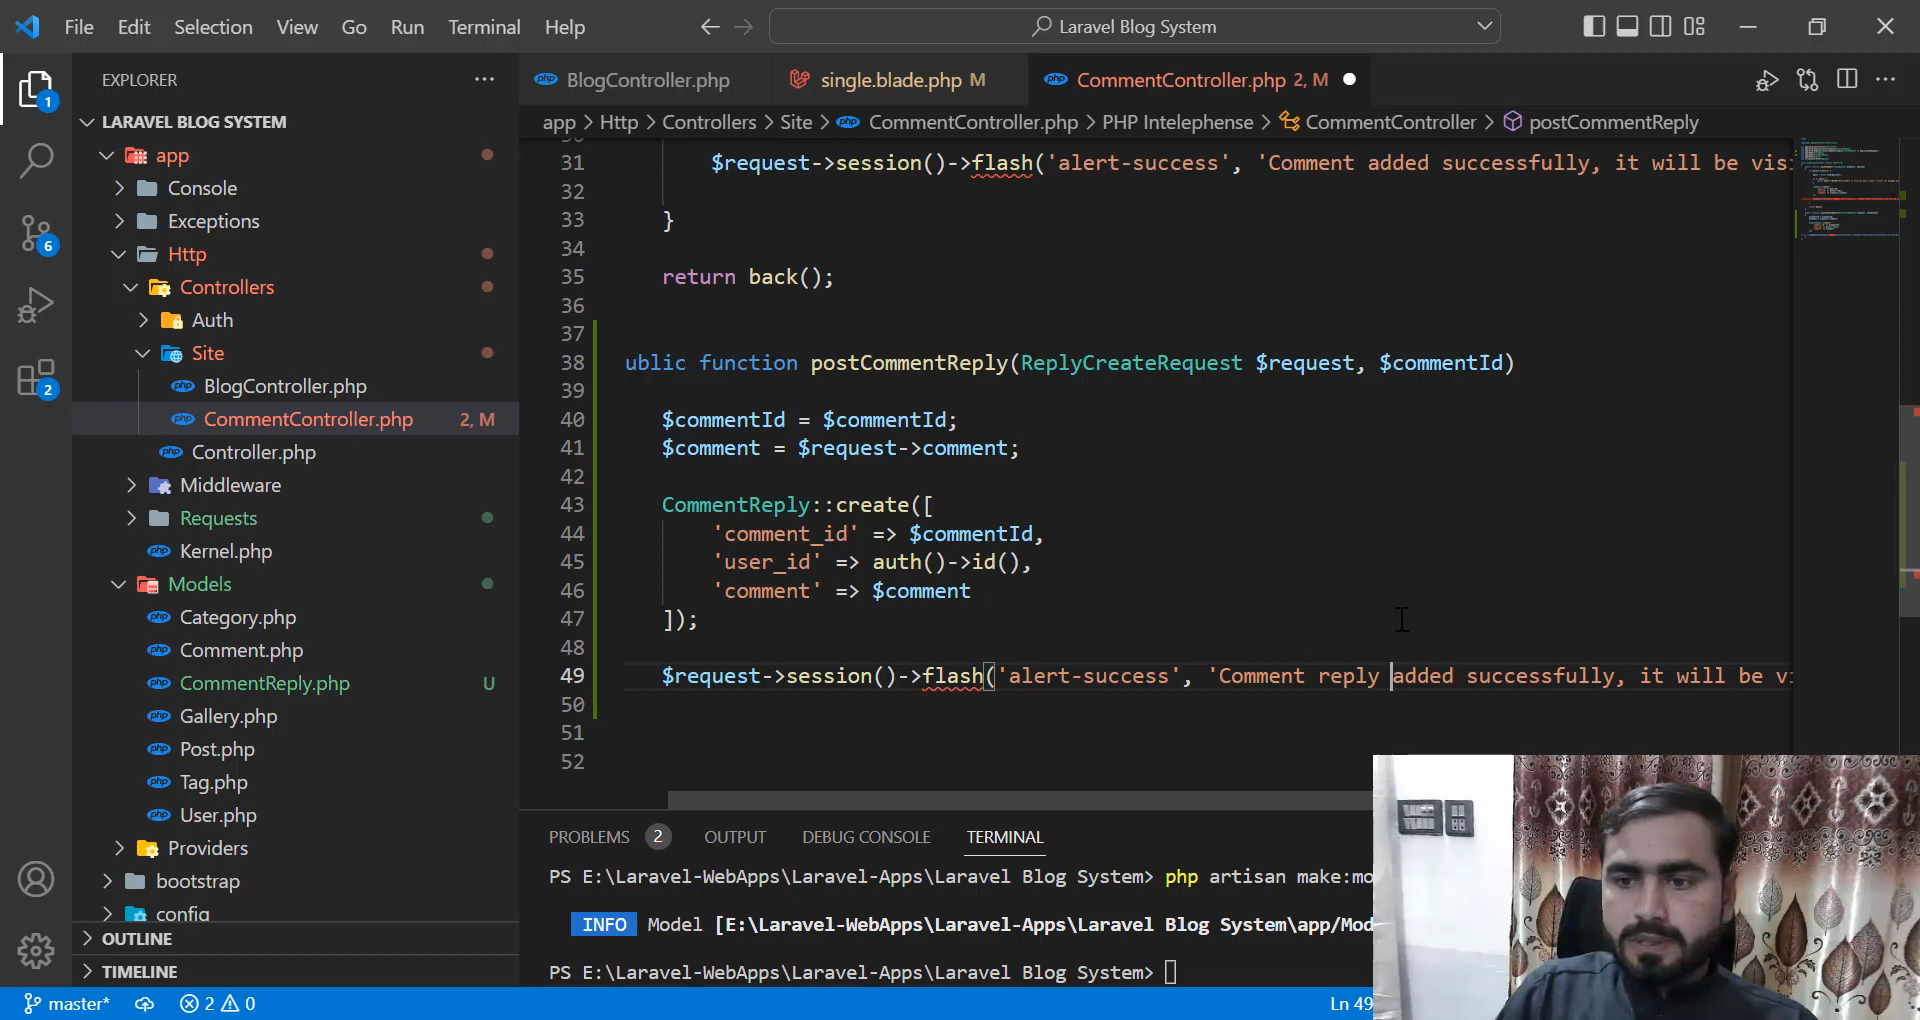 File Edit Selection View Go Run Terminal Help
Laravel Blog System
EXPLORER
BlogController.php
single.blade.php M
CommentController.php 2, M
app > Http > Controllers > Site > CommentController.php > PHP Intelephense > CommentController > postCommentReply
LARAVEL BLOG SYSTEM
app
Console
Exceptions
Http
Controllers
Auth
Site
BlogController.php
CommentController.php 2, M
Controller.php
Middleware
Requests
Kernel.php
Models
Category.php
Comment.php
CommentReply.php U
Gallery.php
Post.php
Tag.php
User.php
Providers
bootstrap
config
OUTLINE
TIMELINE
1
6
2
31 $request->session()->flash('alert-success', 'Comment added successfully, it will be vis
32
33 }
34
35 return back();
36
37
38 ublic function postCommentReply(ReplyCreateRequest $request, $commentId)
39
40 $commentId = $commentId;
41 $comment = $request->comment;
42
43 CommentReply::create([
44 'comment_id' => $commentId,
45 'user_id' => auth()->id(),
46 'comment' => $comment
47 ]);
48
49 $request->session()->flash('alert-success', 'Comment reply added successfully, it will be vi
50
51
52
PROBLEMS 2 OUTPUT DEBUG CONSOLE TERMINAL
PS E:\Laravel-WebApps\Laravel-Apps\Laravel Blog System> php artisan make:mo
INFO Model [E:\Laravel-WebApps\Laravel-Apps\Laravel Blog System\app/Mod
PS E:\Laravel-WebApps\Laravel-Apps\Laravel Blog System>
master* 2 0
Ln 49